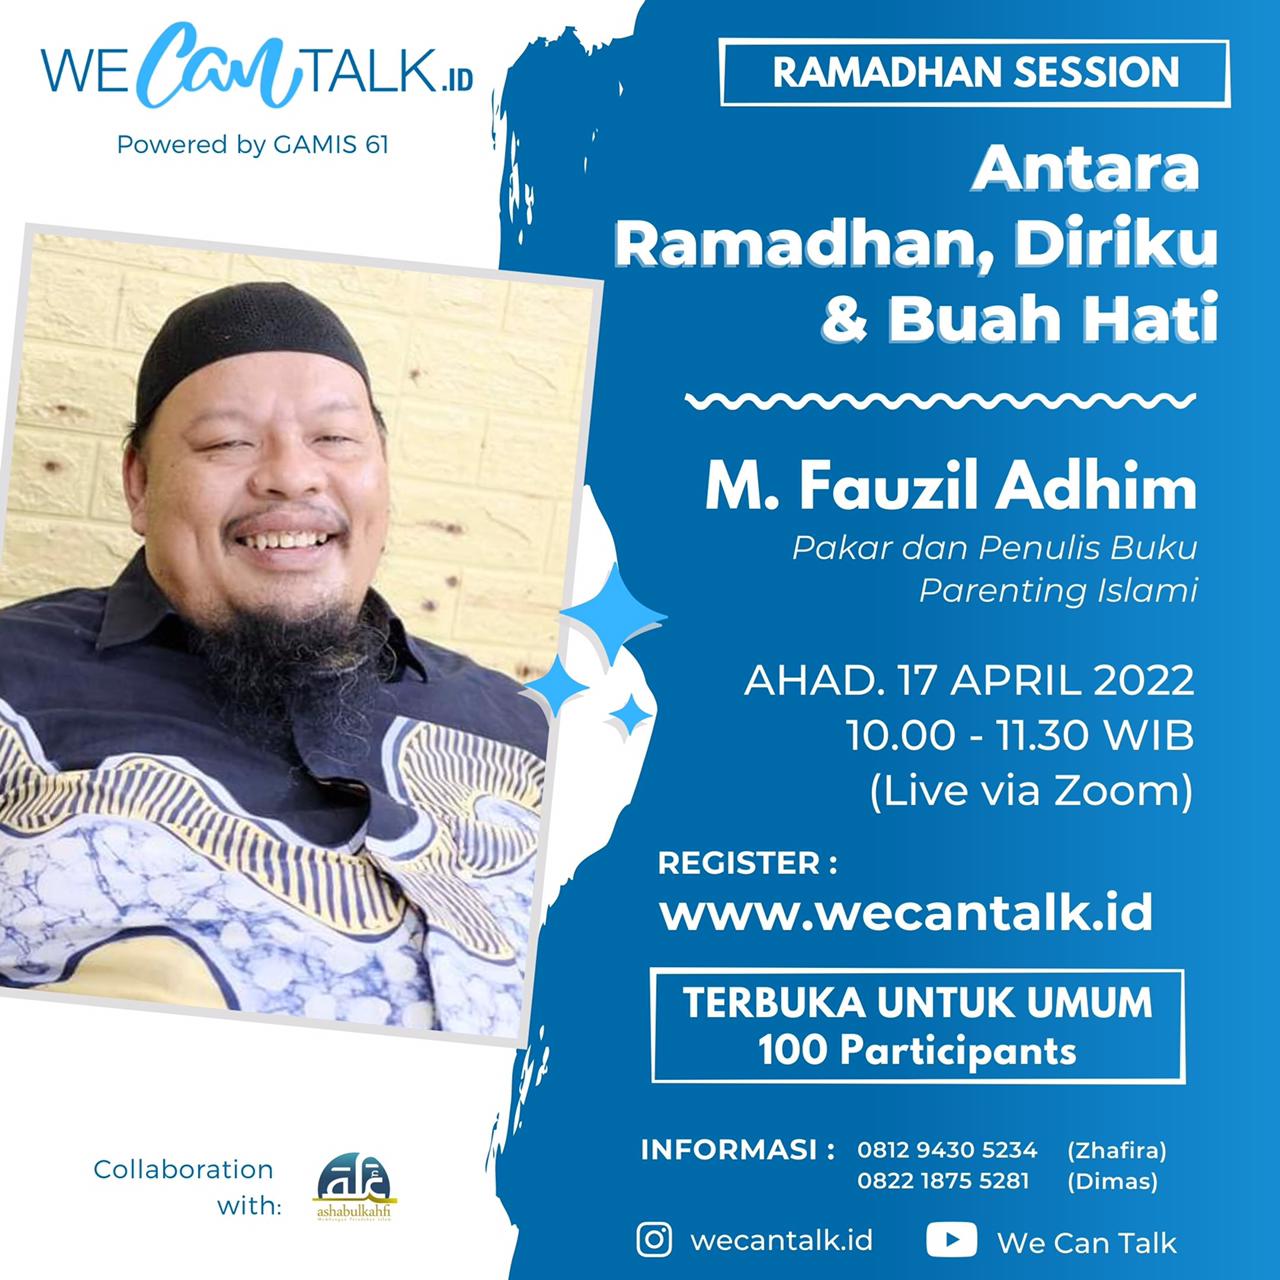 WE Can TALK.ID
Powered by GAMIS 61
RAMADHAN SESSION
Antara
Ramadhan, Diriku
& Buah Hati
M. Fauzil Adhim
Pakar dan Penulis Buku
Parenting Islami
AHAD. 17 APRIL 2022
10.00 - 11.30 WIB
(Live via Zoom)
REGISTER :
www.wecantalk.id
TERBUKA UNTUK UMUM
100 Participants
INFORMASI : 0812 9430 5234 (Zhafira)
0822 1875 5281 (Dimas)
wecantalk.id We Can Talk
Collaboration
with:
ashabulkahfi